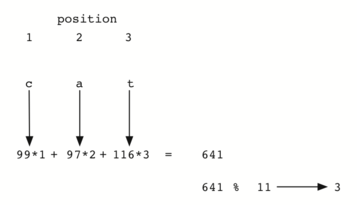 position
1 2 3
c a t
99*1 + 97*2 + 116*3 = 641
641 % 11 3